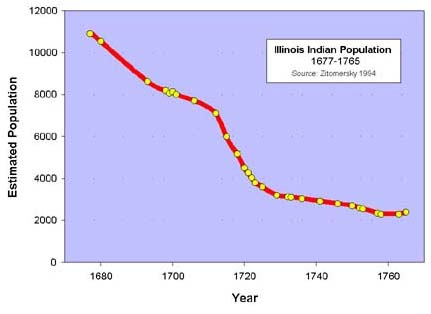 12000
10000
8000
6000
4000
2000
0
Estimated Population
Illinois Indian Population
1677-1765
Source: Zitomersky 1994
1680 1700 1720 1740 1760
Year